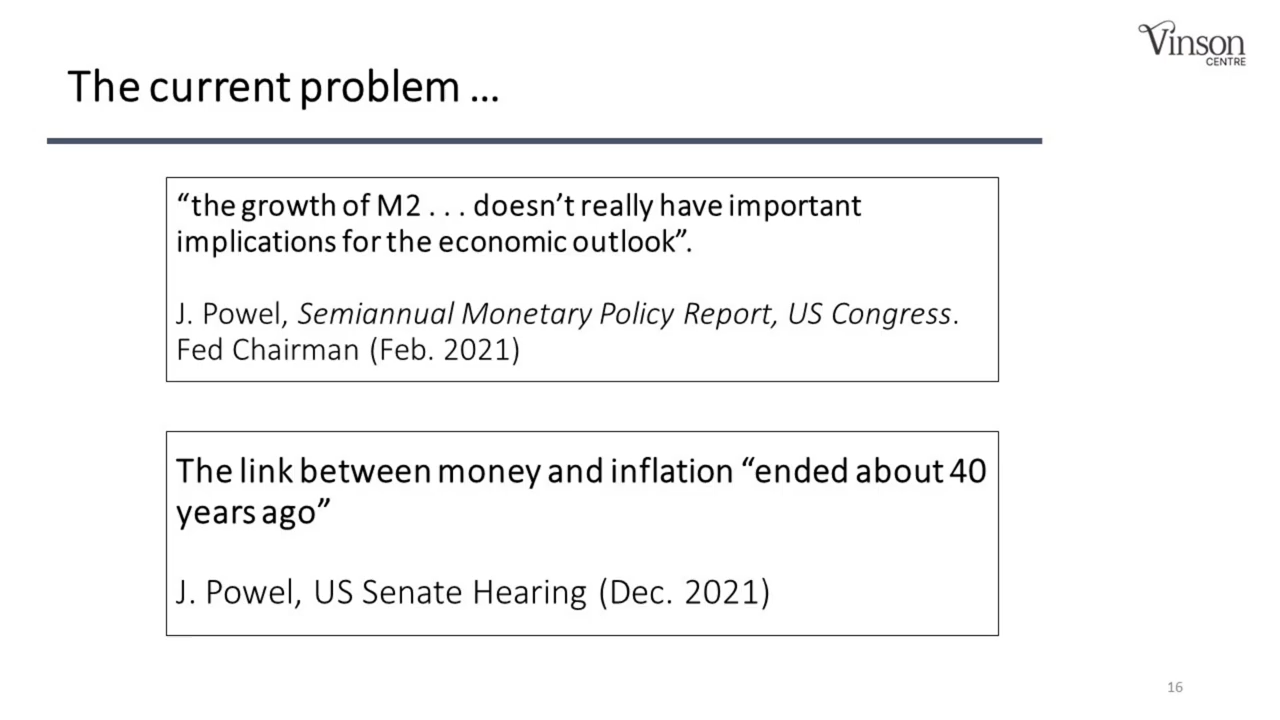 Vinson
CENTRE
The current problem …
“the growth of M2 . . . doesn’t really have important
implications for the economic outlook”.
J. Powel, Semiannual Monetary Policy Report, US Congress.
Fed Chairman (Feb. 2021)
The link between money and inflation “ended about 40
years ago”
J. Powel, US Senate Hearing (Dec. 2021)
16